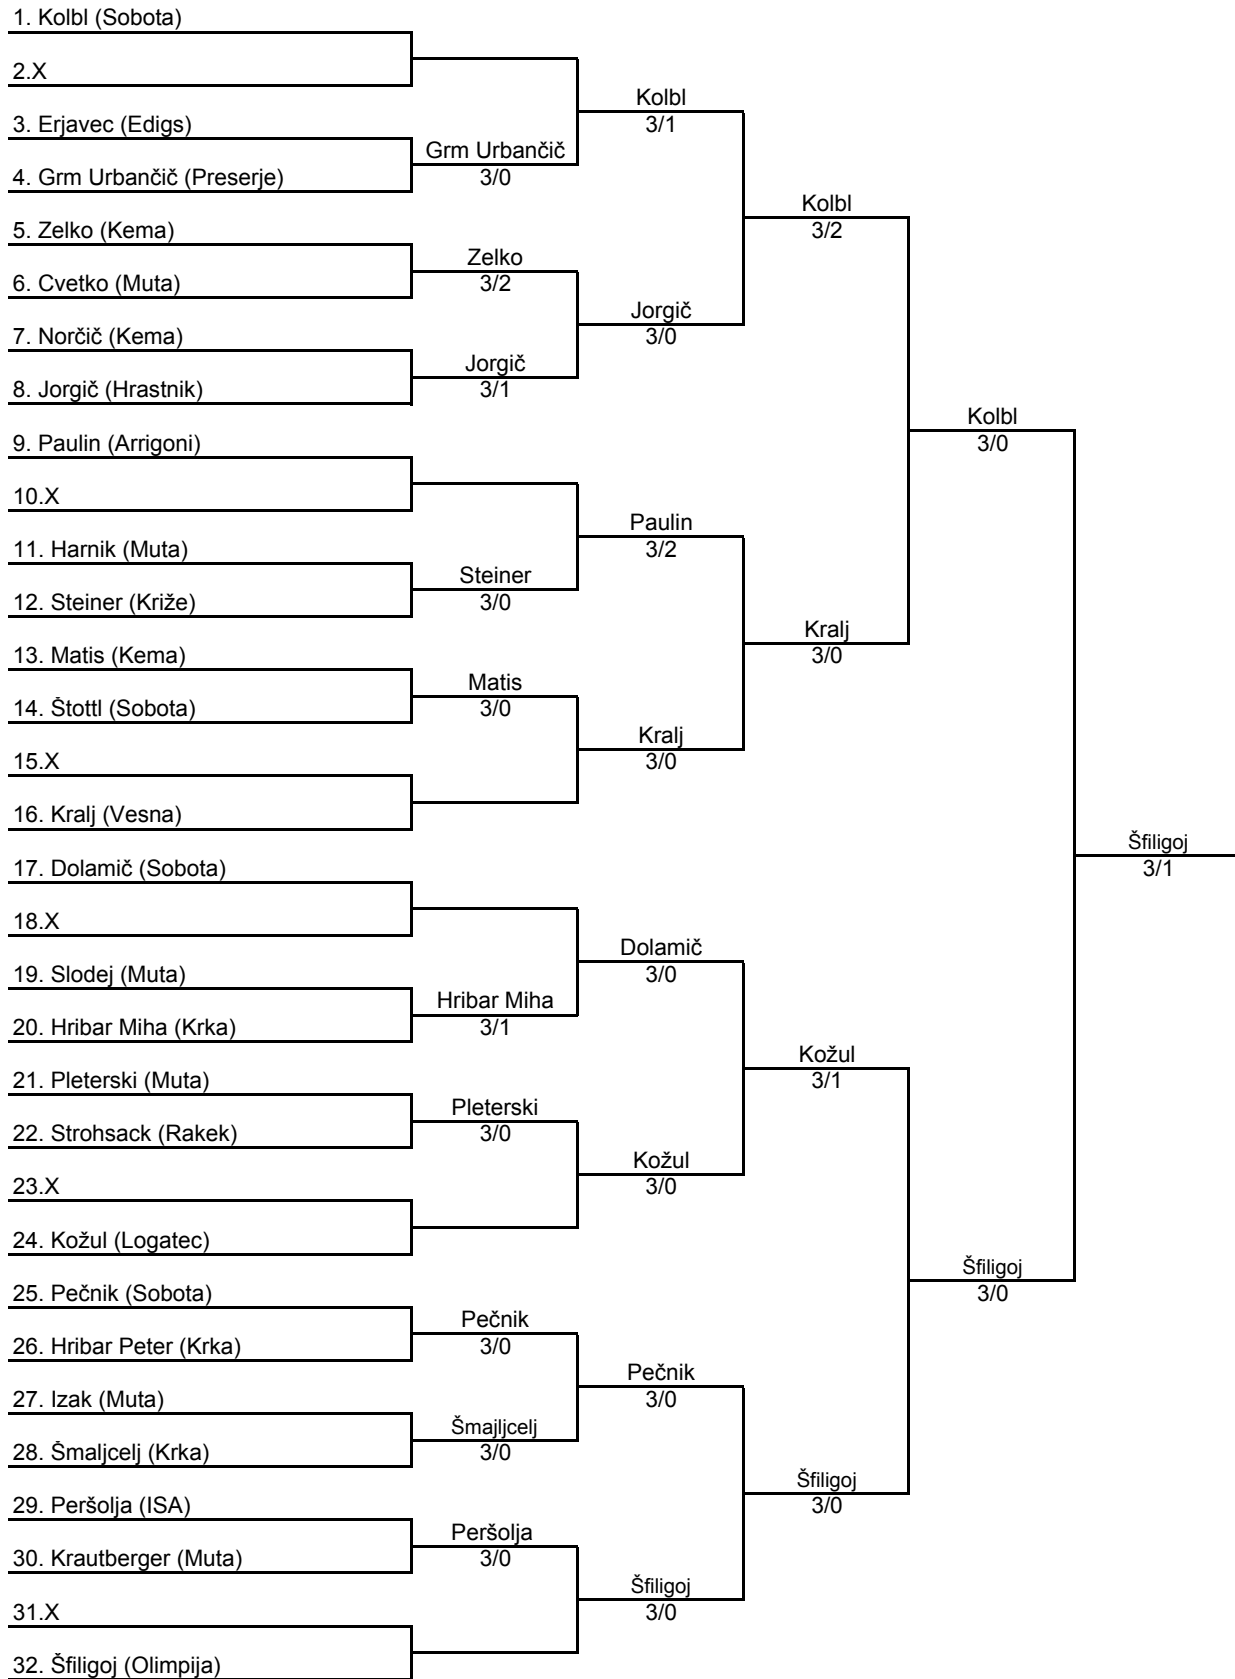 1. Kolbl (Sobota)
2.X
3. Erjavec (Edigs)
4. Grm Urbančič (Preserje)
5. Zelko (Kema)
6. Cvetko (Muta)
7. Norčič (Kema)
8. Jorgič (Hrastnik)
9. Paulin (Arrigoni)
10.X
11. Harnik (Muta)
12. Steiner (Križe)
13. Matis (Kema)
14. Štottl (Sobota)
15.X
16. Kralj (Vesna)
17. Dolamič (Sobota)
18.X
19. Slodej (Muta)
20. Hribar Miha (Krka)
21. Pleterski (Muta)
22. Strohsack (Rakek)
23.X
24. Kožul (Logatec)
25. Pečnik (Sobota)
26. Hribar Peter (Krka)
27. Izak (Muta)
28. Šmaljcelj (Krka)
29. Peršolja (ISA)
30. Krautberger (Muta)
31.X
32. Šfiligoj (Olimpija)
Grm Urbančič
3/0
Zelko
3/2
Jorgič
3/1
Steiner
3/0
Matis
3/0
Hribar Miha
3/1
Pleterski
3/0
Pečnik
3/0
Šmajljcelj
3/0
Peršolja
3/0
Kolbl
3/1
Jorgič
3/0
Paulin
3/2
Kralj
3/0
Dolamič
3/0
Kožul
3/0
Pečnik
3/0
Šfiligoj
3/0
Kolbl
3/2
Kralj
3/0
Kožul
3/1
Šfiligoj
3/0
Kolbl
3/0
Šfiligoj
3/0
Šfiligoj
3/1